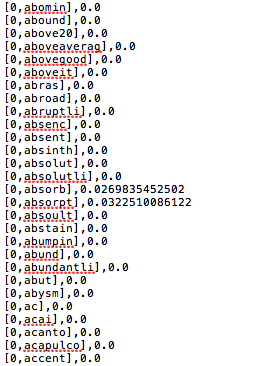 [0,abomin],0.0
[0,abound],0.0
[0,above20],0.0
[0,aboveaverag],0.0
[0,abovegood],0.0
[0,aboveit],0.0
[0,abras],0.0
[0,abroad],0.0
[0,abruptli],0.0
[0,absenc],0.0
[0,absent],0.0
[0,absinth],0.0
[0,absolut],0.0
[0,absolutli],0.0
[0,absorb],0.0269835452502
[0,absorpt],0.0322510086122
[0,absoult],0.0
[0,abstain],0.0
[0,abumpin],0.0
[0,abund],0.0
[0,abundantli],0.0
[0,abut],0.0
[0,abysm],0.0
[0,ac],0.0
[0,acai],0.0
[0,acanto],0.0
[0,acapulco],0.0
[0,accent],0.0